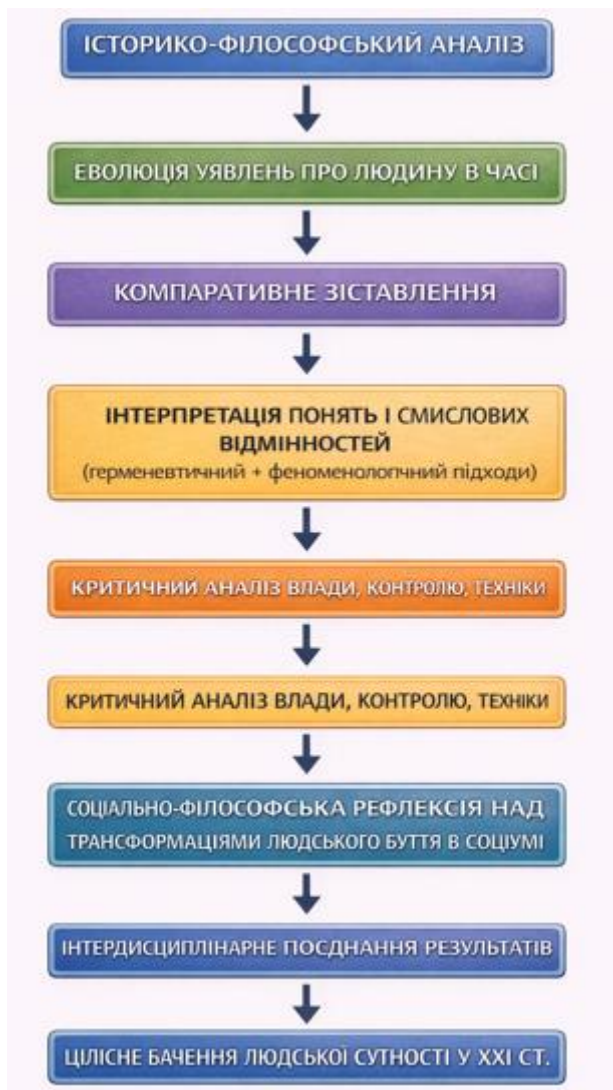 ІСТОРИКО-ФІЛОСОФСЬКИЙ АНАЛІЗ
ЕВОЛЮЦІЯ УЯВЛЕНЬ ПРО ЛЮДИНУ В ЧАСІ
КОМПАРАТИВНЕ ЗІСТАВЛЕННЯ
ІНТЕРПРЕТАЦІЯ ПОНЯТЬ І СМИСЛОВИХ
ВІДМІННОСТЕЙ
(герменевтичний + феноменологпчний підходи)
КРИТИЧНИЙ АНАЛІЗ ВЛАДИ, КОНТРОЛЮ, ТЕХНІКИ
КРИТИЧНИЙ АНАЛІЗ ВЛАДИ, КОНТРОЛЮ, ТЕХНІКИ
СОЦІАЛЬНО-ФІЛОСОФСЬКА РЕФЛЕКСІЯ НАД
ТРАНСФОРМАЦІЯМИ ЛЮДСЬКОГО БУТТЯ В СОЦІУМІ
ІНТЕРДИСЦИПЛІНАРНЕ ПОЄДНАННЯ РЕЗУЛЬТАТІВ
ЦІЛІСНЕ БАЧЕННЯ ЛЮДСЬКОЇ СУТНОСТІ У XXI СТ.